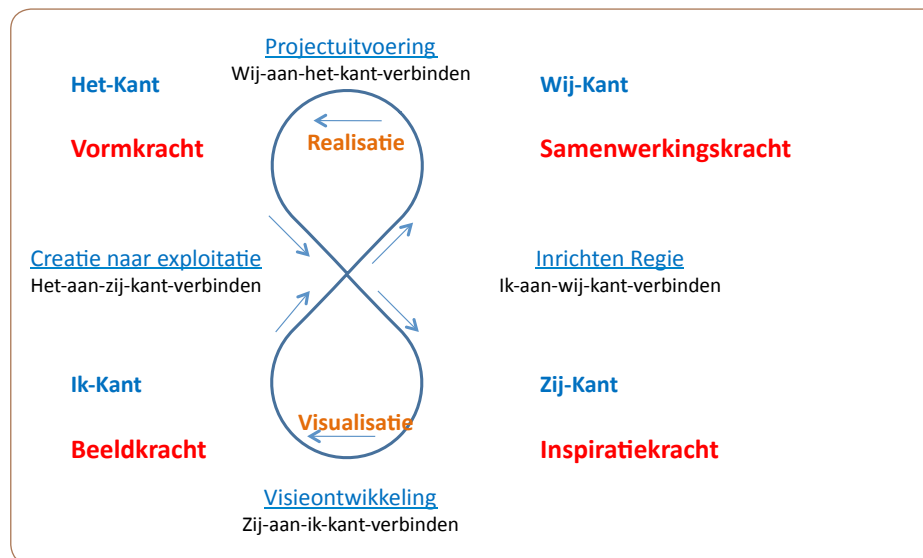 Projectuitvoering
Wij-aan-het-kant-verbinden
Het-Kant
Wij-Kant
Realisatie
Vormkracht
Samenwerkingskracht
Creatie naar exploitatie
Het-aan-zij-kant-verbinden
Inrichten Regie
Ik-aan-wij-kant-verbinden
Ik-Kant
Zij-Kant
Visualisatie
Beeldkracht
Inspiratiekracht
Visieontwikkeling
Zij-aan-ik-kant-verbinden